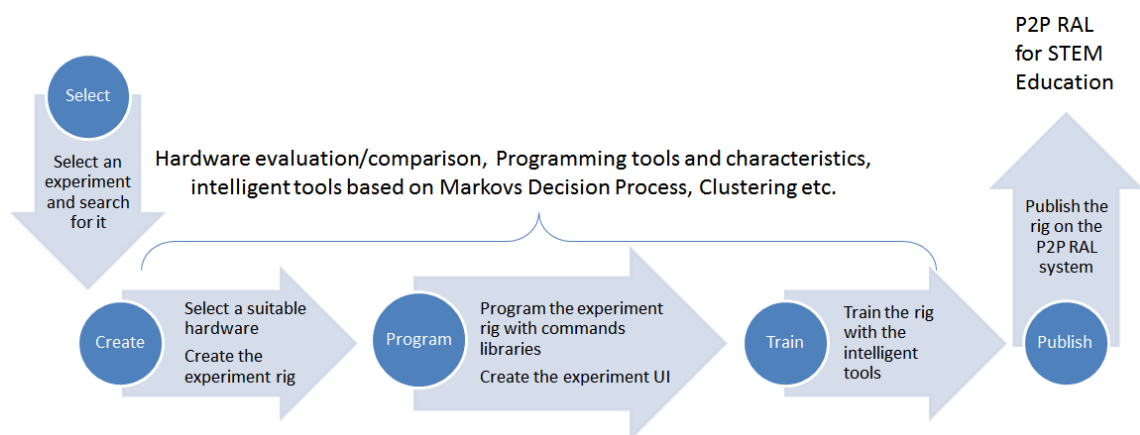 Select
Select an
experiment
and search
for it
Hardware evaluation/comparison, Programming tools and characteristics,
intelligent tools based on Markovs Decision Process, Clustering etc.
Create
Select a suitable
hardware
Create the
experiment rig
Program
Program the experiment
rig with commands
libraries
Create the experiment UI
Train
Train the rig
with the
intelligent
tools
Publish
Publish the
rig on the
P2P RAL
system
P2P RAL
for STEM
Education